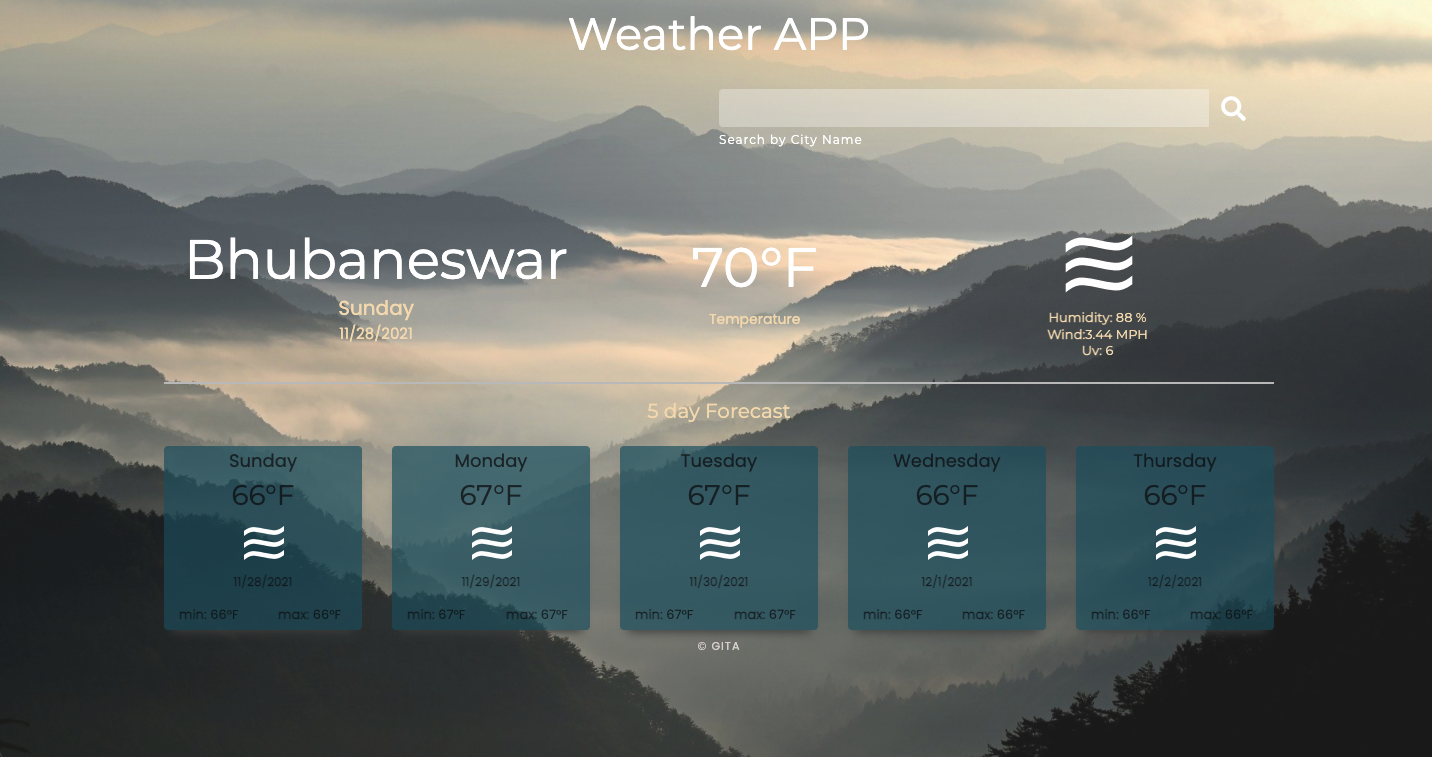 Weather APP
Search by City Name
Bhubaneswar
Sunday
11/28/2021
70°F
Temperature
Humidity: 88 %
Wind:3.44 MPH
Uv: 6
5 day Forecast
Sunday
66°F
11/28/2021
min: 66°F max: 66°F
Monday
67°F
11/29/2021
min: 67°F max: 67°F
Tuesday
67°F
11/30/2021
min: 67°F max: 67°F
Wednesday
66°F
12/1/2021
min: 66°F max: 66°F
Thursday
66°F
12/2/2021
min: 66°F max: 66°F
© GITA